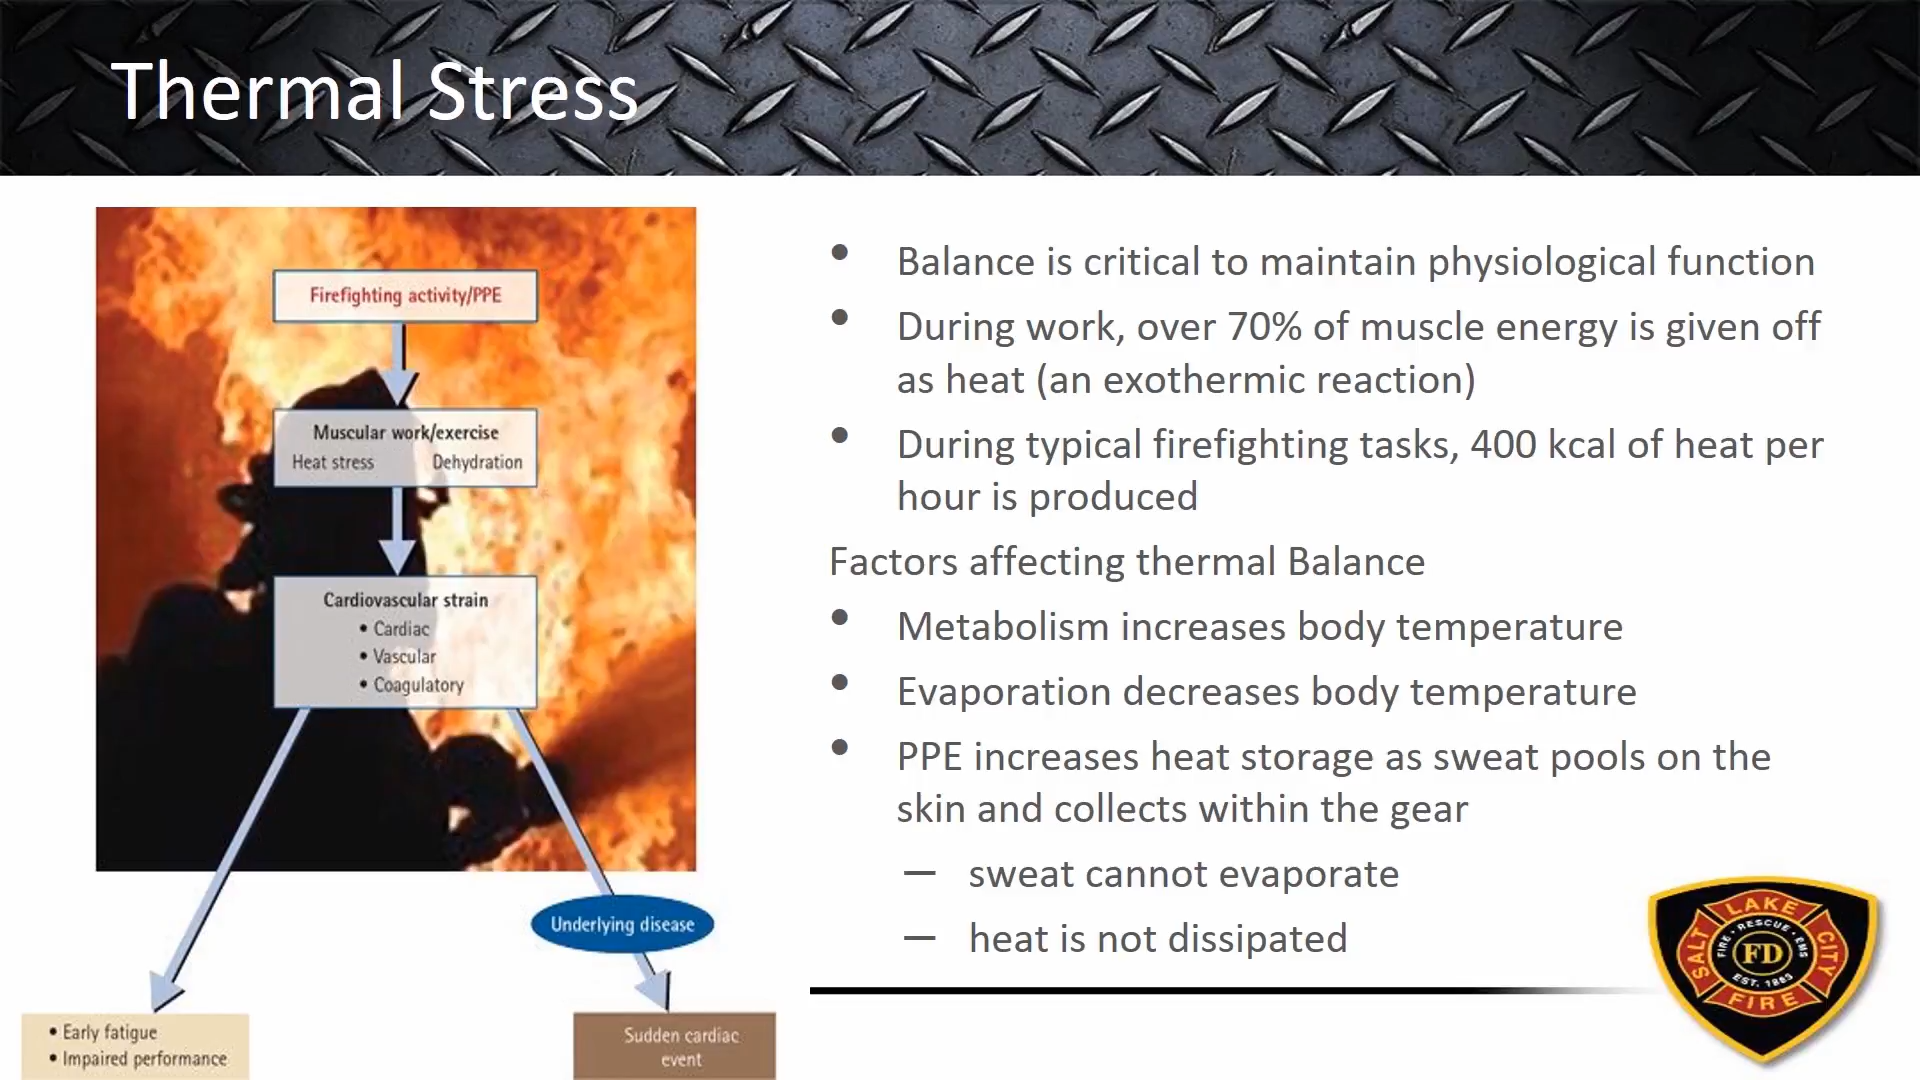 Thermal Stress
Firefighting activity/PPE
Muscular work/exercise
Heat stress Dehydration
Cardiovascular strain
• Cardiac
• Vascular
• Coagulatory
Underlying disease
• Early fatigue
• Impaired performance
Sudden cardiac
event
• Balance is critical to maintain physiological function
• During work, over 70% of muscle energy is given off
as heat (an exothermic reaction)
• During typical firefighting tasks, 400 kcal of heat per
hour is produced
Factors affecting thermal Balance
• Metabolism increases body temperature
• Evaporation decreases body temperature
• PPE increases heat storage as sweat pools on the
skin and collects within the gear
— sweat cannot evaporate
— heat is not dissipated
SALT LAKE CITY
FIRE • RESCUE • EMS
FD
EST. 1883
FIRE